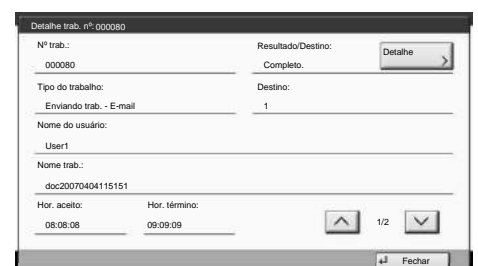 Detalhe trab. nº: 000080
Nº trab.: Resultado/Destino: Detalhe
000080 Completo.
Tipo do trabalho: Destino:
Enviando trab. - E-mail 1
Nome do usuário:
User1
Nome trab.:
doc20070404115151
Hor. aceito: Hor. término:
08:08:08 09:09:09 1/2
Fechar